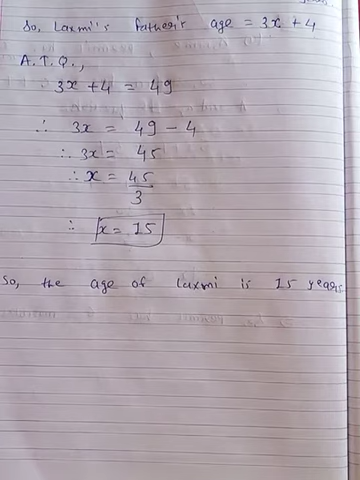 So, Laxmi's father's age = 3x + 4
A.T.Q.,
3x + 4 = 49
∴ 3x = 49 - 4
∴ 3x = 45
∴ x = 45/3
∴ x = 15
So, the age of Laxmi is 15 years